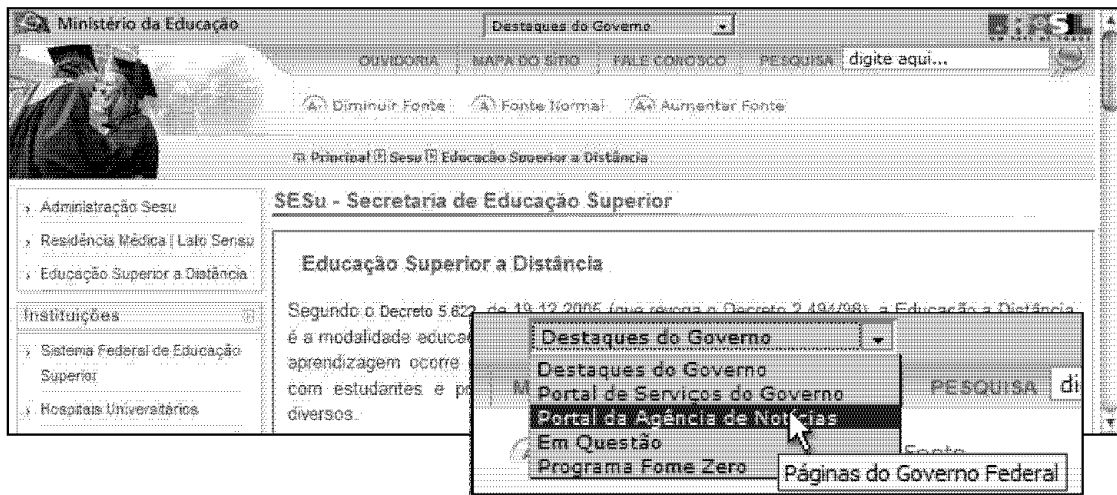 Ministério da Educação
Destaques do Governo
BRASIL
OUVIDORIA
MAPA DO SÍTIO
FALE CONOSCO
PESQUISA
digite aqui...
Diminuir Fonte
Fonte Normal
Aumentar Fonte
Principal Sesu Educação Superior a Distância
Administração Sesu
Residência Médica | Lato Sensu
Educação Superior a Distância
Instituições
Sistema Federal de Educação
Superior
Hospitais Universitários
SESu - Secretaria de Educação Superior
Educação Superior a Distância
Segundo o Decreto 5.622, de 19.12.2005 (que revoga o Decreto 2.494/98), a Educação a Distância
é a modalidade educac
aprendizagem ocorre
com estudantes e p
diversos.
Destaques do Governo
Destaques do Governo
Portal de Serviços do Governo
Portal da Agência de Notícias
Em Questão
Programa Fome Zero
M
PESQUISA
di
Fonte
Páginas do Governo Federal